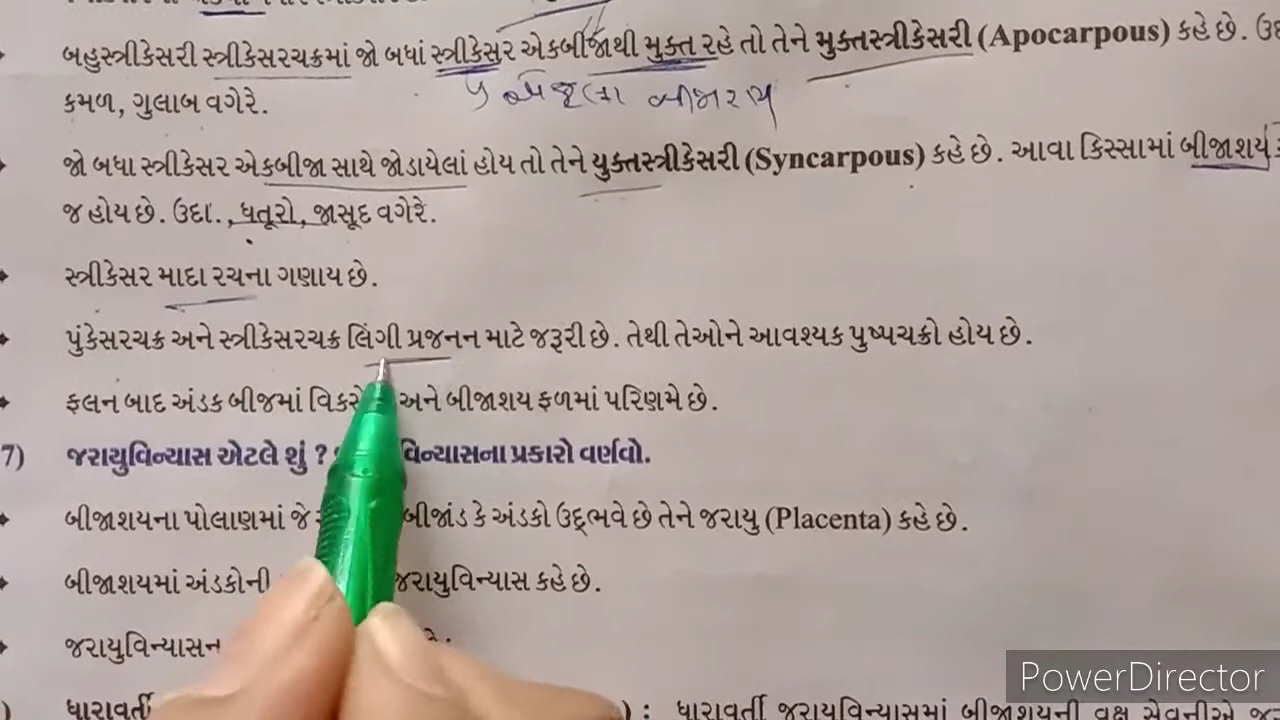 બહુસ્ત્રીકેસરી સ્ત્રીકેસરચક્રમાં જો બધાં સ્ત્રીકેસર એકબીજાથી મુક્ત રહે તો તેને મુક્તસ્ત્રીકેસરી (Apocarpous) કહે છે.
કમળ, ગુલાબ વગેરે.
જો બધા સ્ત્રીકેસર એકબીજા સાથે જોડાયેલાં હોય તો તેને યુક્તસ્ત્રીકેસરી (Syncarpous) કહે છે. આવા કિસ્સામાં બીજાશય
જ હોય છે. ઉદા., ધતૂરો, જાસૂદ વગેરે.
સ્ત્રીકેસર માદા રચના ગણાય છે.
પુંકેસરચક્ર અને સ્ત્રીકેસરચક્ર લિંગી પ્રજનન માટે જરૂરી છે. તેથી તેઓને આવશ્યક પુષ્પચક્રો હોય છે.
ફલન બાદ અંડક બીજમાં અને બીજાશય ફળમાં પરિણમે છે.
7) જરાયુવિન્યાસ એટલે શું ? વિન્યાસના પ્રકારો વર્ણવો.
બીજાશયના પોલાણમાં જે બીજાંડ કે અંડકો ઉદ્ભવે છે તેને જરાયુ (Placenta) કહે છે.
બીજાશયમાં અંડકોની જરાયુવિન્યાસ કહે છે.
જરાયુવિન્યાસન
ધારાવર્તી ) : ધારાવર્તી જરાયુવિન્યાસમાં બીજાશયની વક્ષ સેવનીએ
PowerDirector